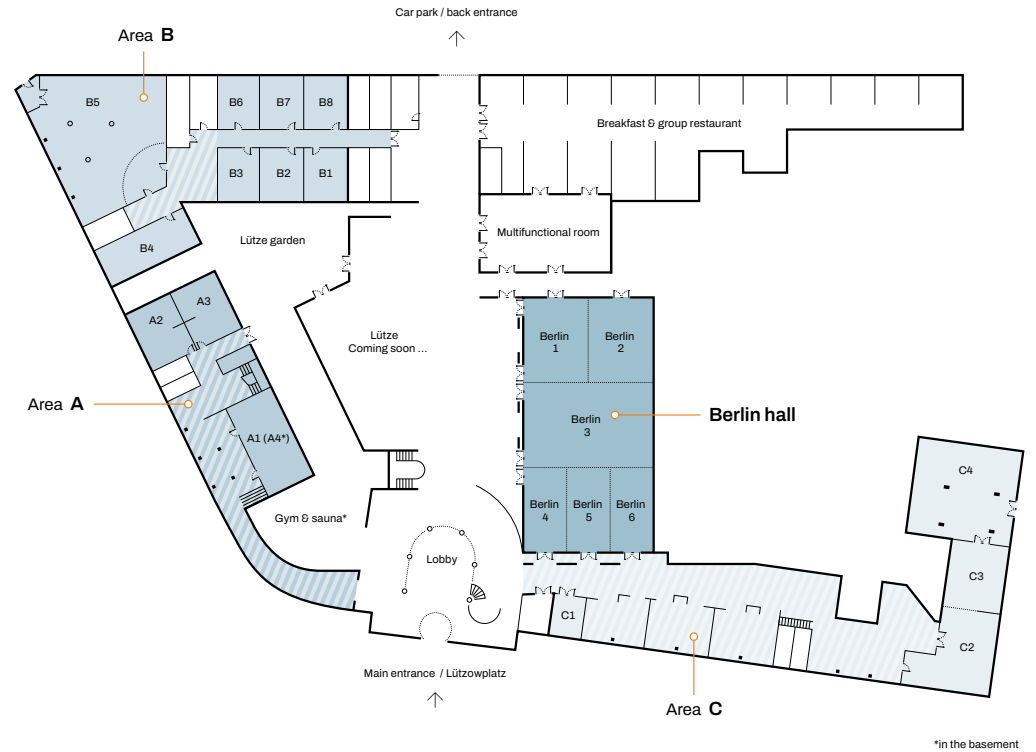 Car park / back entrance
Area B
B5
B6
B7
B8
Breakfast & group restaurant
B3
B2
B1
Multifunctional room
Lütze garden
B4
A3
A2
Lütze
Coming soon ...
Berlin
1
Berlin
2
Area A
Berlin
3
Berlin hall
A1 (A4*)
C4
Berlin
4
Berlin
5
Berlin
6
Gym & sauna*
Lobby
C3
C1
C2
Main entrance / Lützowplatz
Area C
*in the basement